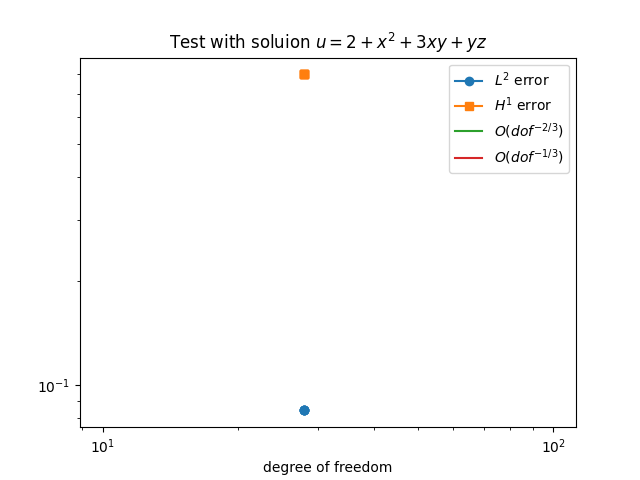 Test with soluion $u = 2 + x^2 + 3xy + yz$
$L^2$ error
$H^1$ error
$O(dof^{-2/3})$
$O(dof^{-1/3})$
$10^{-1}$
$10^1$
$10^2$
degree of freedom